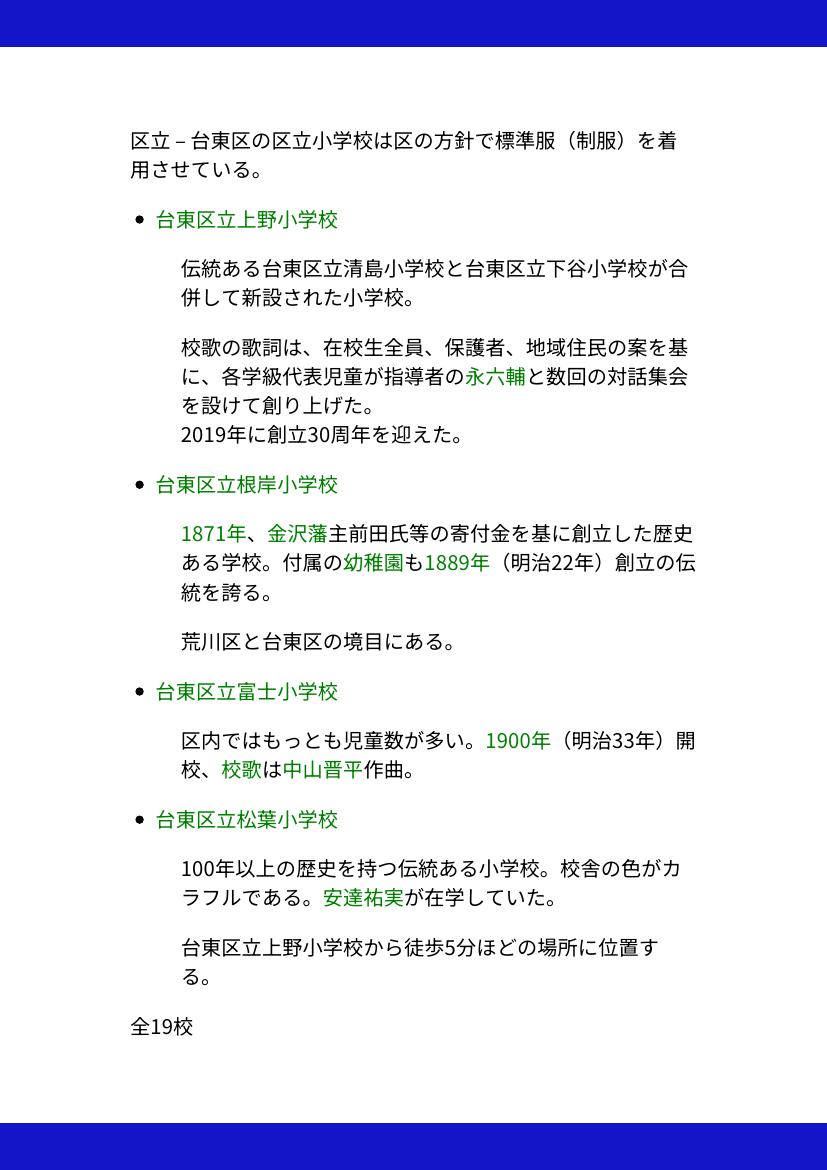 区立 – 台東区の区立小学校は区の方針で標準服（制服）を着
用させている。
• 台東区立上野小学校
伝統ある台東区立清島小学校と台東区立下谷小学校が合
併して新設された小学校。
校歌の歌詞は、在校生全員、保護者、地域住民の案を基
に、各学級代表児童が指導者の永六輔と数回の対話集会
を設けて創り上げた。
2019年に創立30周年を迎えた。
• 台東区立根岸小学校
1871年、金沢藩主前田氏等の寄付金を基に創立した歴史
ある学校。付属の幼稚園も1889年（明治22年）創立の伝
統を誇る。
荒川区と台東区の境目にある。
• 台東区立富士小学校
区内ではもっとも児童数が多い。1900年（明治33年）開
校、校歌は中山晋平作曲。
• 台東区立松葉小学校
100年以上の歴史を持つ伝統ある小学校。校舎の色がカ
ラフルである。安達祐実が在学していた。
台東区立上野小学校から徒歩5分ほどの場所に位置す
る。
全19校